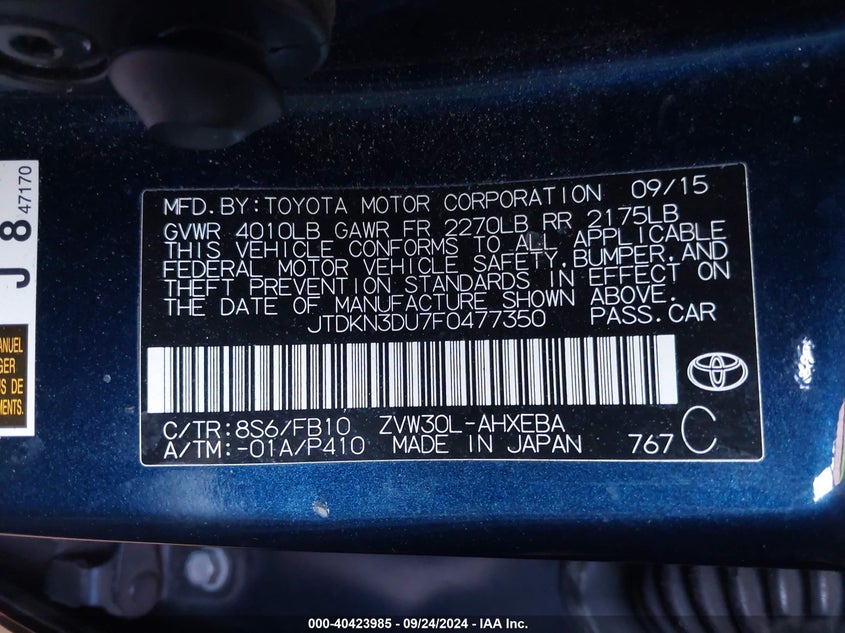 J 8
47170
MFD.BY:TOYOTA MOTOR CORPORATION 09/15
GVWR 4010LB GAWR FR 2270LB RR 2175LB
THIS VEHICLE CONFORMS TO ALL APPLICABLE
FEDERAL MOTOR VEHICLE SAFETY,BUMPER,AND
THEFT PREVENTION STANDARDS IN EFFECT ON
THE DATE OF MANUFACTURE SHOWN ABOVE.
JTDKN3DU7F0477350 PASS.CAR
C/TR:8S6/FB10 ZVW30L-AHXEBA
A/TM:-01A/P410 MADE IN JAPAN 767 C
000-40423985 - 09/24/2024 - IAA Inc.